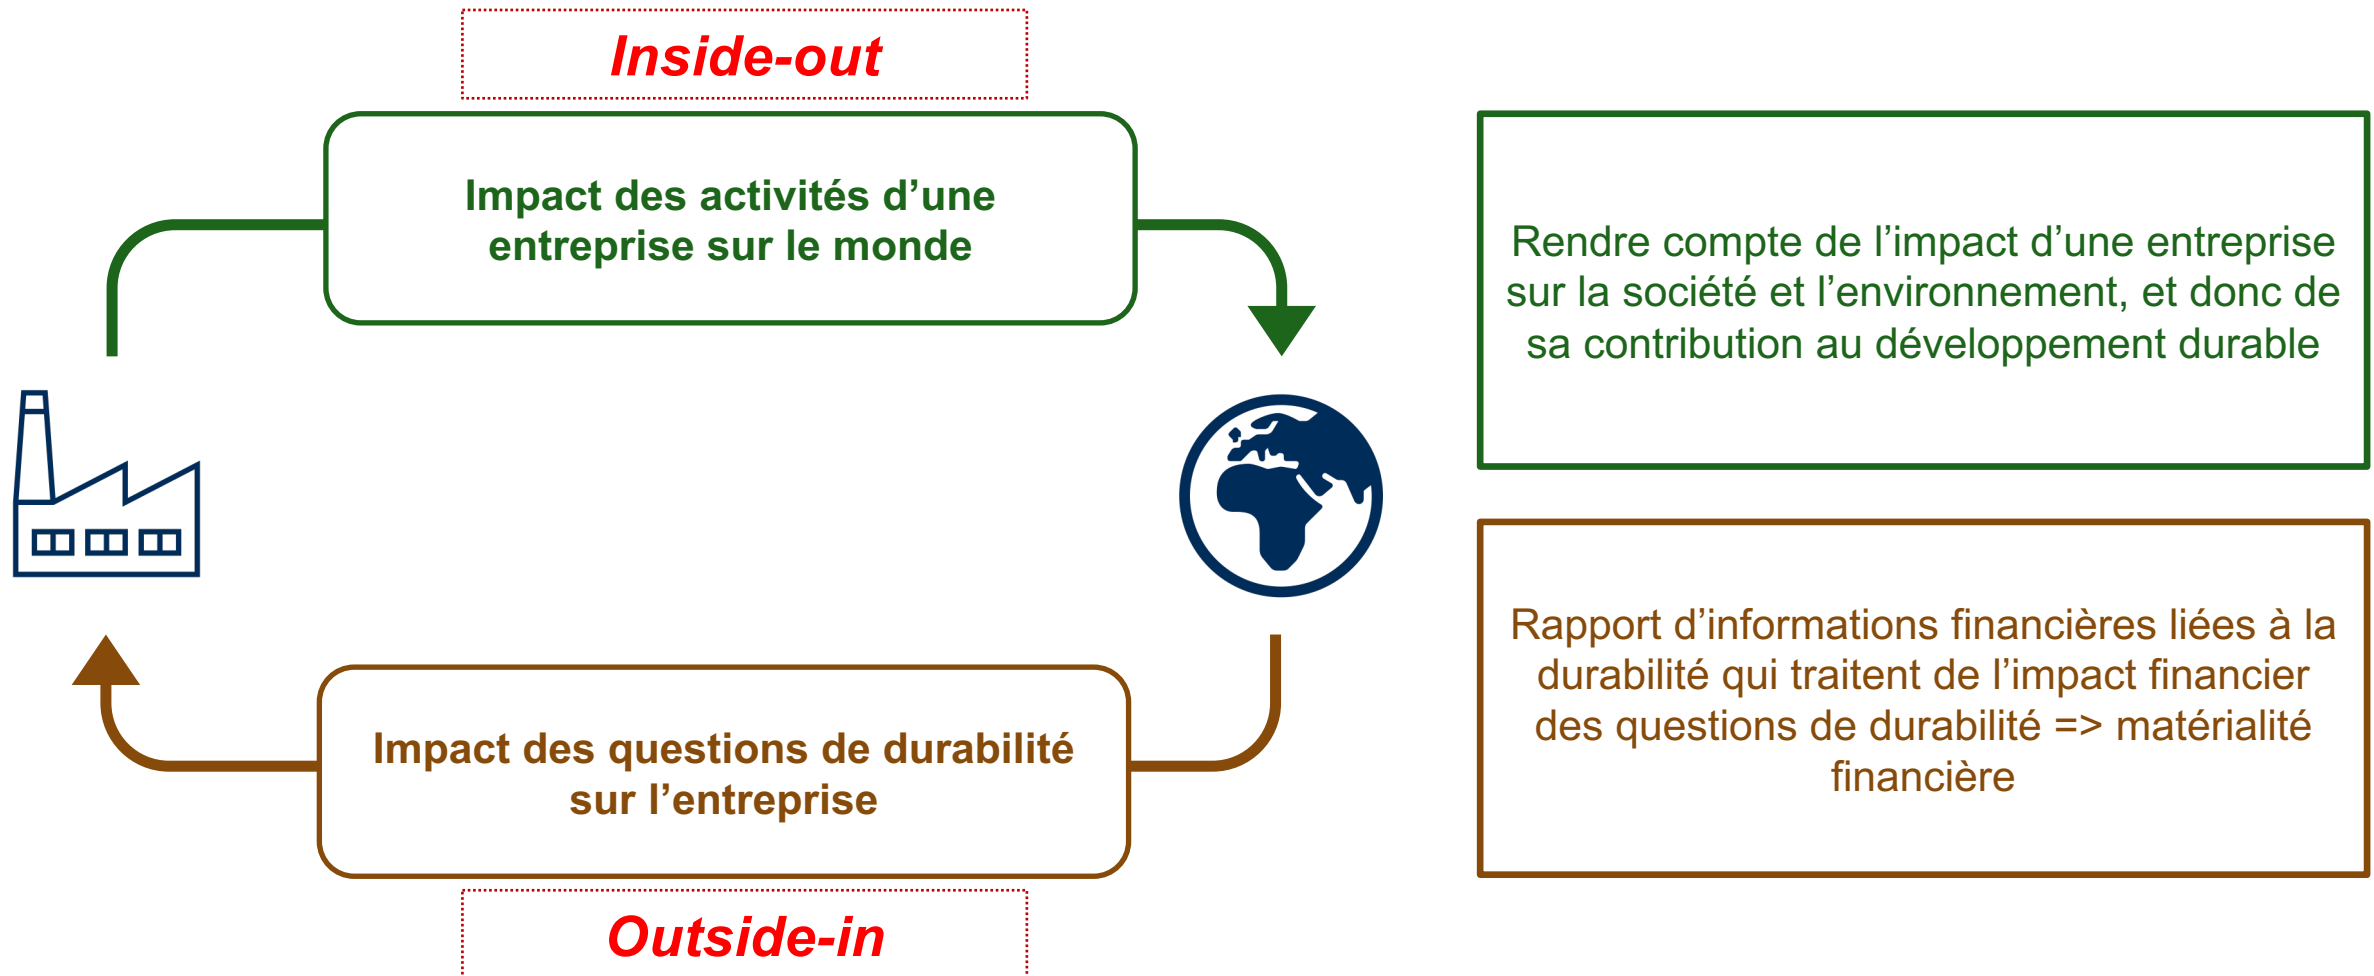 Inside-out
Impact des activités d’une
entreprise sur le monde
Rendre compte de l’impact d’une entreprise
sur la société et l’environnement, et donc de
sa contribution au développement durable
Rapport d’informations financières liées à la
durabilité qui traitent de l’impact financier
des questions de durabilité => matérialité
financière
Impact des questions de durabilité
sur l’entreprise
Outside-in